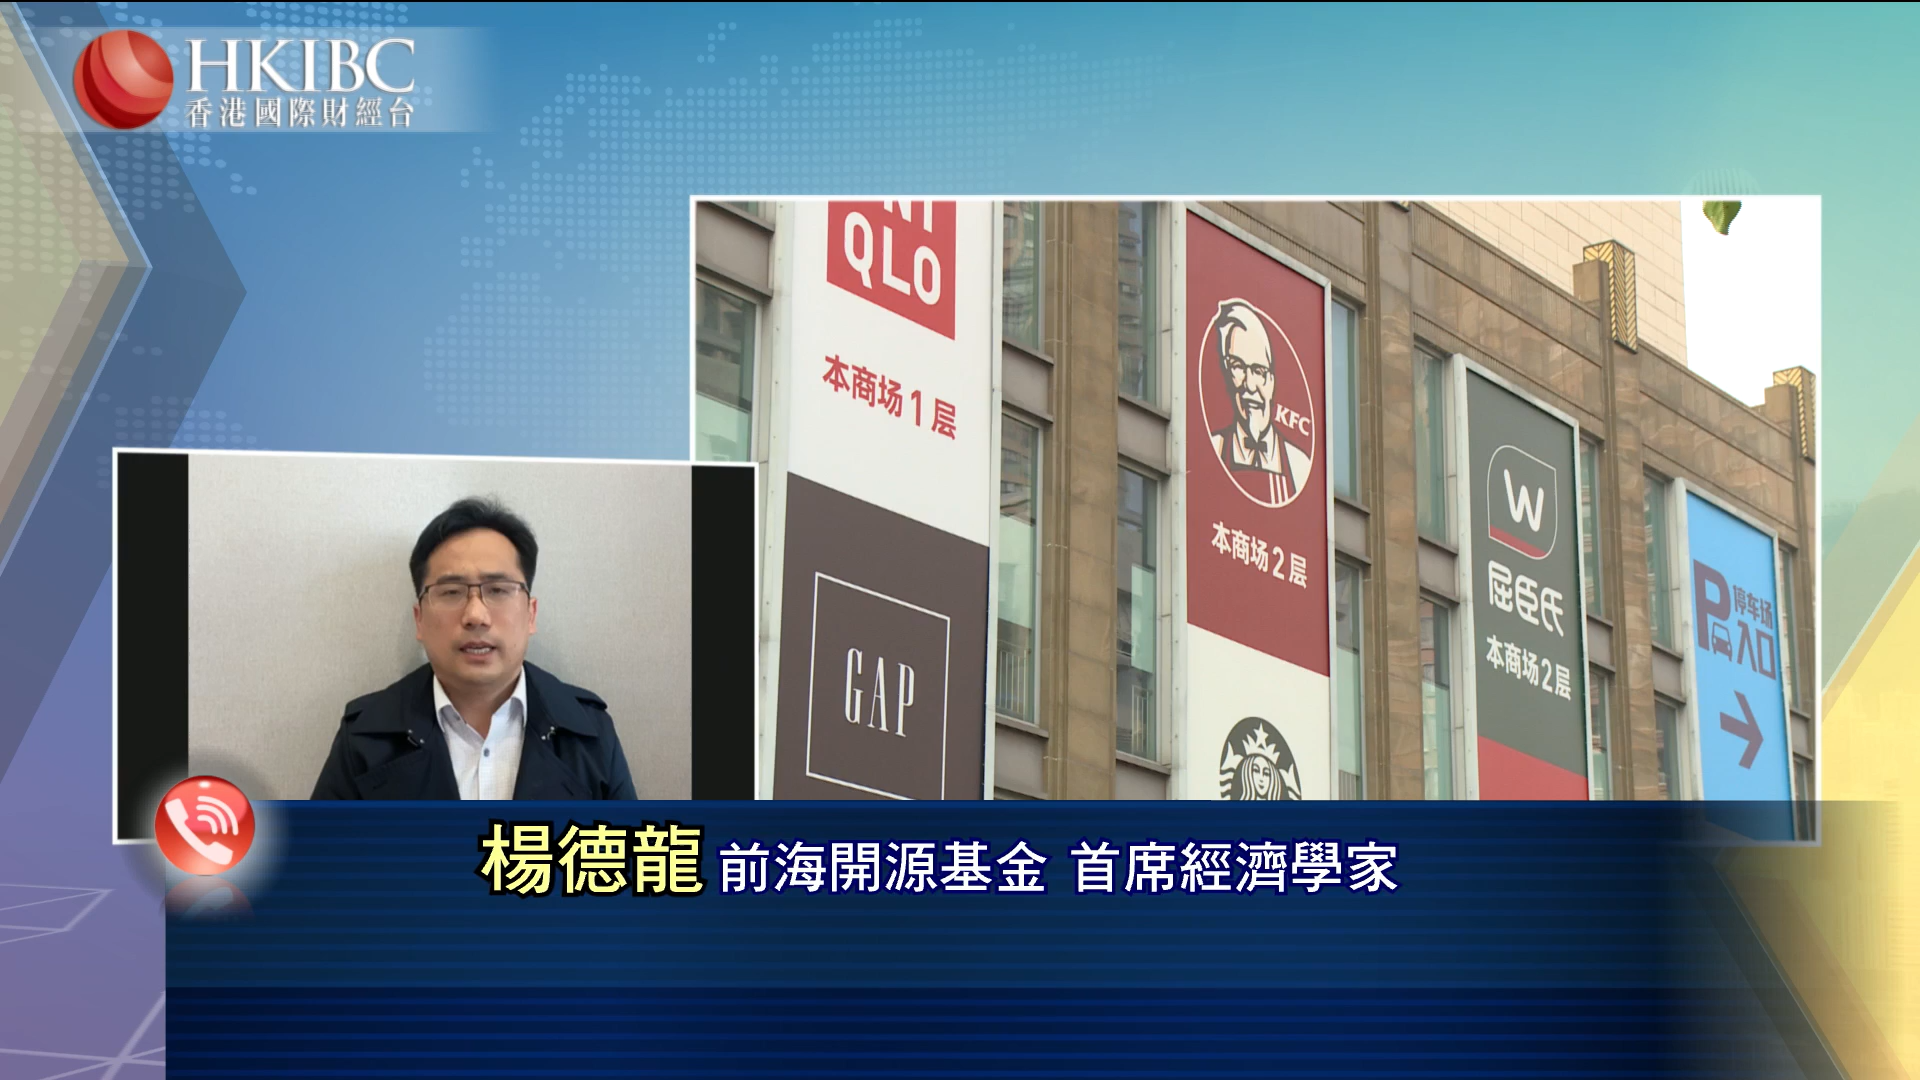 HKIBC
香港國際財經台
QLO
本商场1层
GAP
KFC
本商场2层
W
屈臣氏
本商场2层
P
停车场
入口
楊德龍 前海開源基金 首席經濟學家